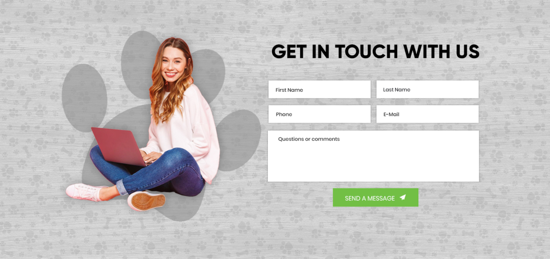 GET IN TOUCH WITH US
First Name
Last Name
Phone
E-Mail
Questions or comments
SEND A MESSAGE